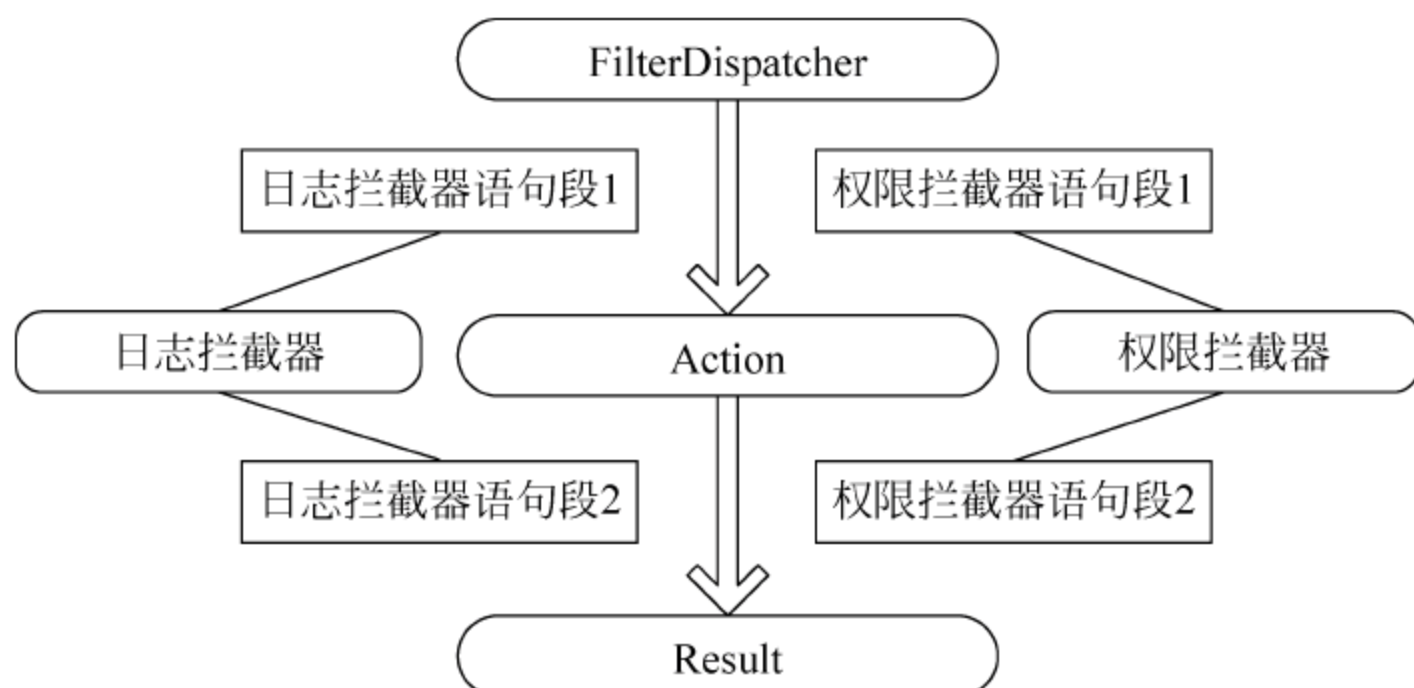 FilterDispatcher
日志拦截器语句段1
权限拦截器语句段1
日志拦截器
Action
权限拦截器
日志拦截器语句段2
权限拦截器语句段2
Result